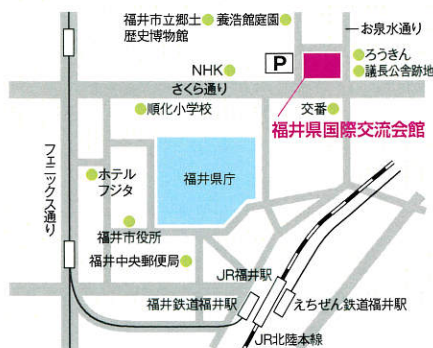 福井市立郷土
歴史博物館
養浩館庭園
お泉水通り
ろうきん
議長公舎跡地
NHK
P
さくら通り
順化小学校
交番
福井県国際交流会館
フェニックス通り
ホテル
フジタ
福井県庁
福井市役所
福井中央郵便局
JR福井駅
福井鉄道福井駅
えちぜん鉄道福井駅
JR北陸本線